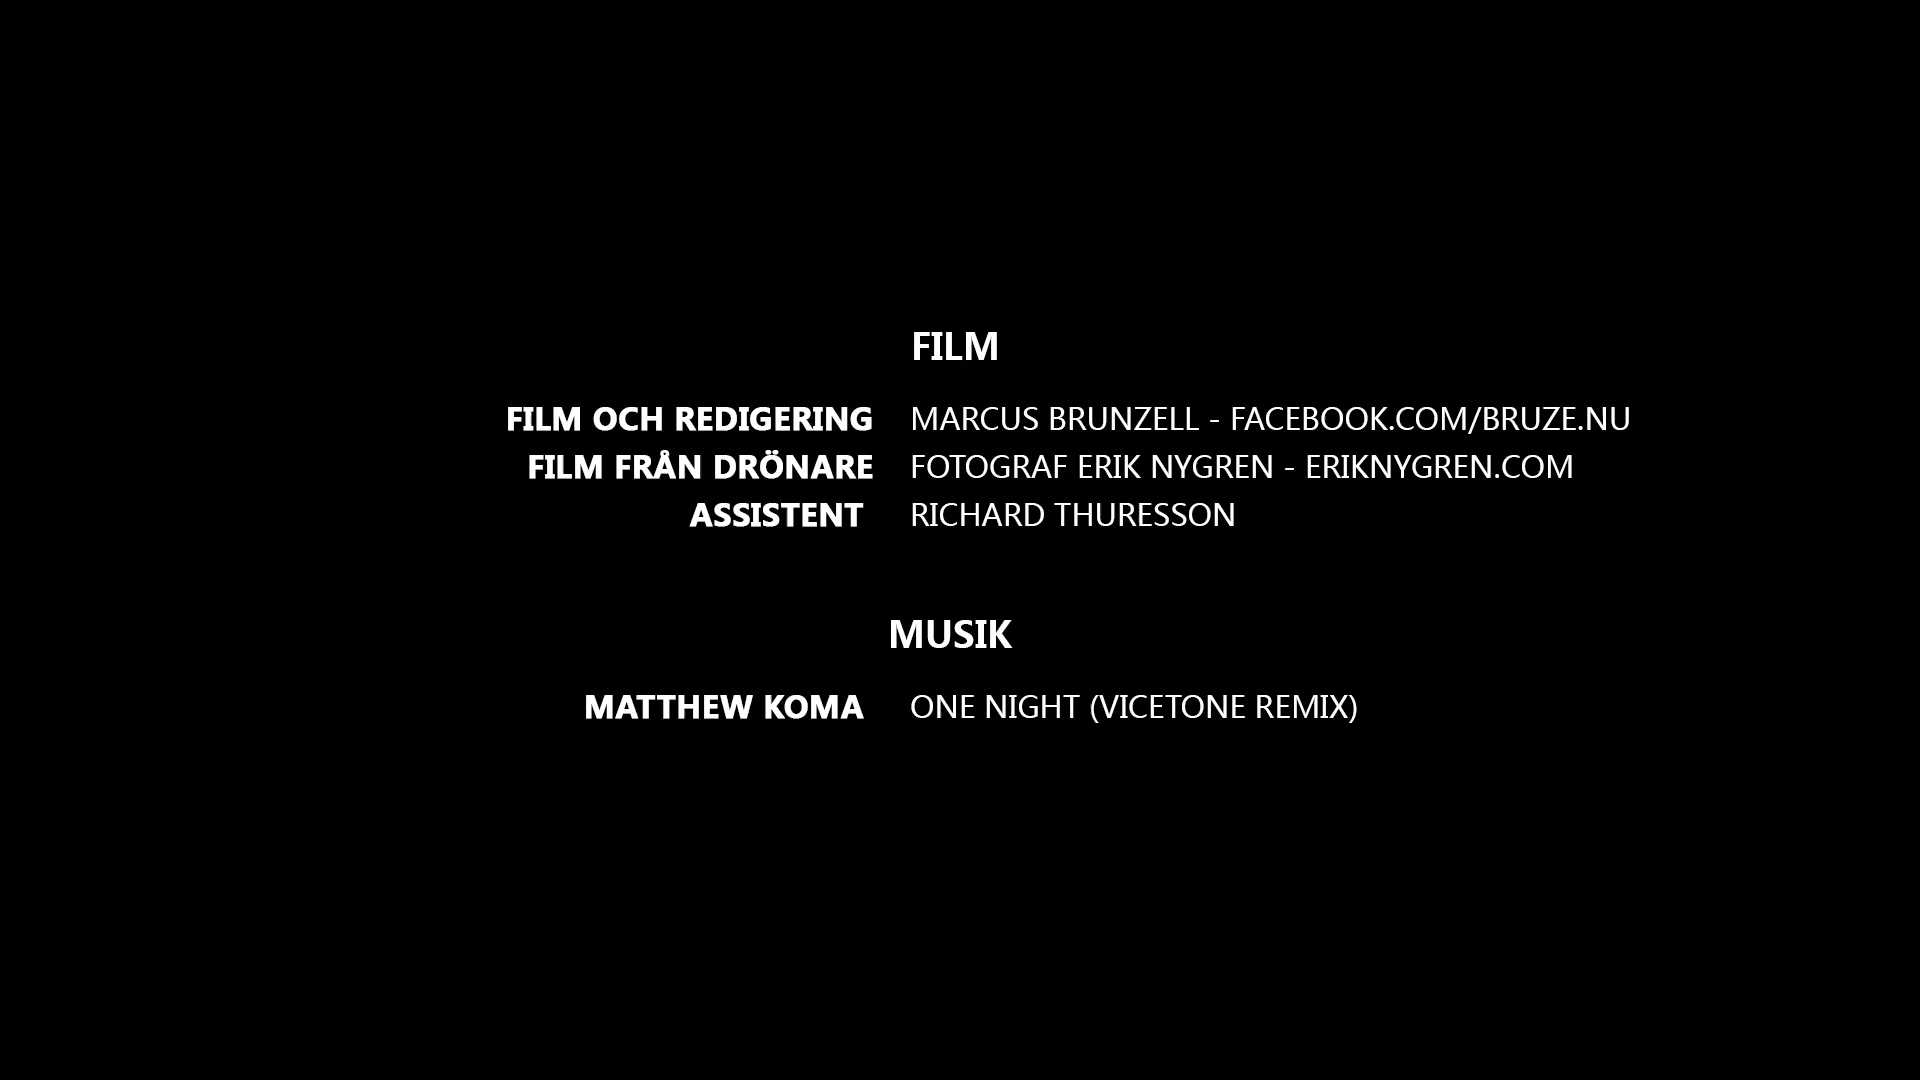 FILM
FILM OCH REDIGERING MARCUS BRUNZELL - FACEBOOK.COM/BRUZE.NU
FILM FRÅN DRÖNARE FOTOGRAF ERIK NYGREN - ERIKNYGREN.COM
ASSISTENT RICHARD THURESSON
MUSIK
MATTHEW KOMA ONE NIGHT (VICETONE REMIX)